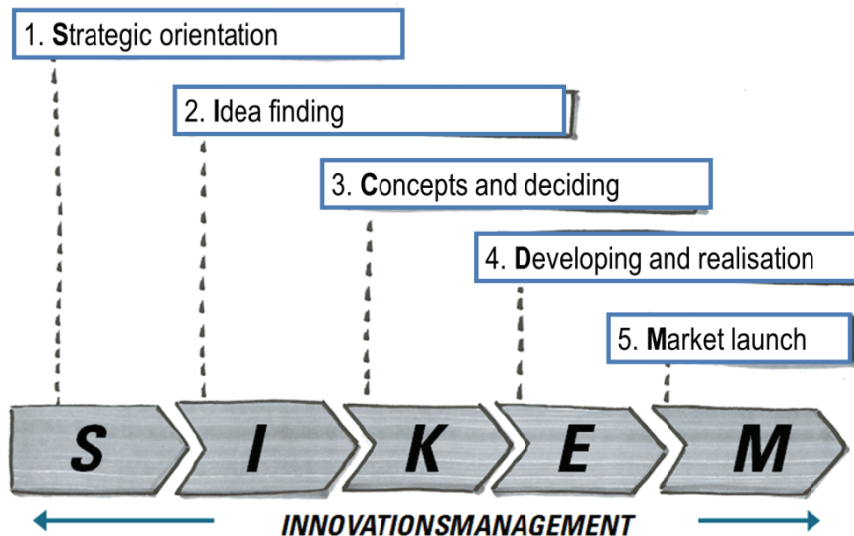 1. Strategic orientation
2. Idea finding
3. Concepts and deciding
4. Developing and realisation
5. Market launch
S I K E M
INNOVATIONSMANAGEMENT